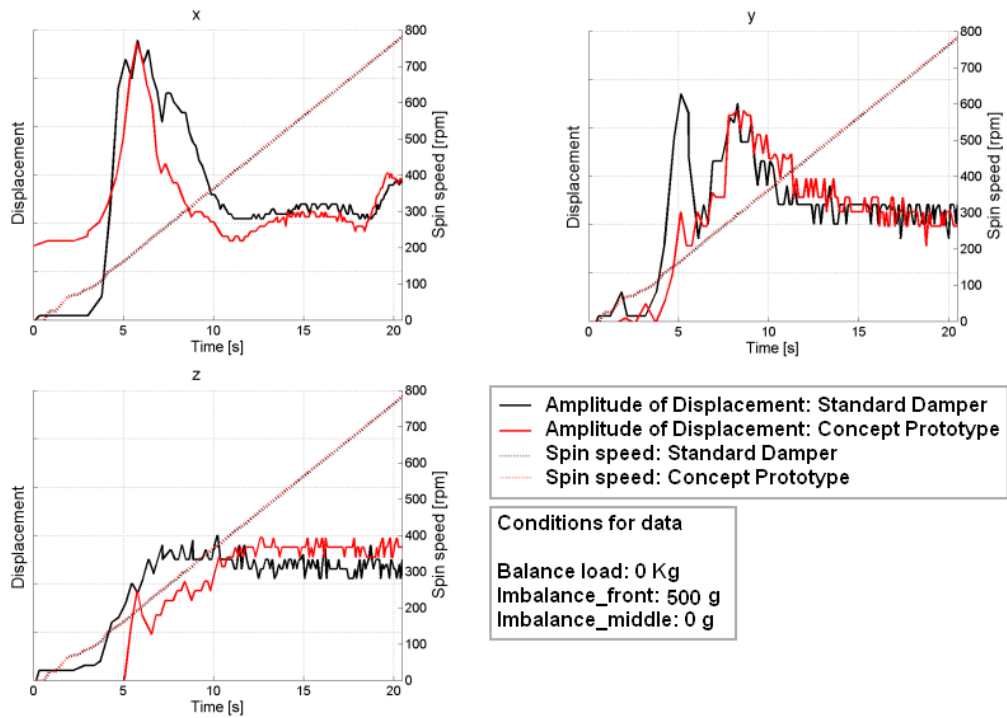 x
Displacement
800
700
600
500
400
300
200
100
0
Spin speed [rpm]
0 5 10 15 20
Time [s]
y
Displacement
800
700
600
500
400
300
200
100
0
Spin speed [rpm]
0 5 10 15 20
Time [s]
z
Displacement
800
700
600
500
400
300
200
100
0
Spin speed [rpm]
0 5 10 15 20
Time [s]
Amplitude of Displacement: Standard Damper
Amplitude of Displacement: Concept Prototype
Spin speed: Standard Damper
Spin speed: Concept Prototype
Conditions for data
Balance load: 0 Kg
Imbalance_front: 500 g
Imbalance_middle: 0 g